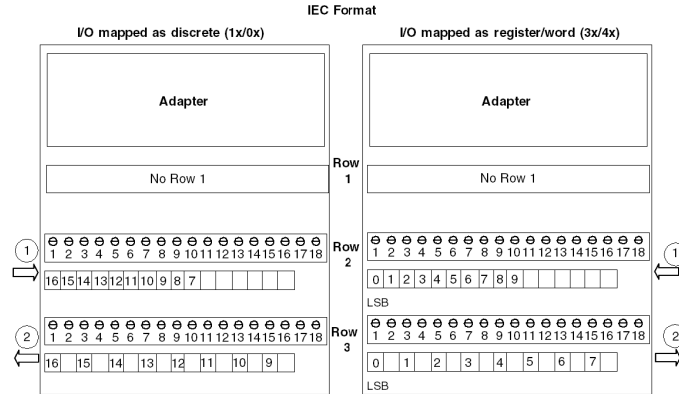 IEC Format
I/O mapped as discrete (1x/0x)
I/O mapped as register/word (3x/4x)
Adapter
Adapter
No Row 1
Row 1
No Row 1
1
1 2 3 4 5 6 7 8 9 10 11 12 13 14 15 16 17 18
16 15 14 13 12 11 10 9 8 7
Row 2
1 2 3 4 5 6 7 8 9 10 11 12 13 14 15 16 17 18
0 1 2 3 4 5 6 7 8 9
LSB
1
2
1 2 3 4 5 6 7 8 9 10 11 12 13 14 15 16 17 18
16 15 14 13 12 11 10 9
Row 3
1 2 3 4 5 6 7 8 9 10 11 12 13 14 15 16 17 18
0 1 2 3 4 5 6 7
LSB
2